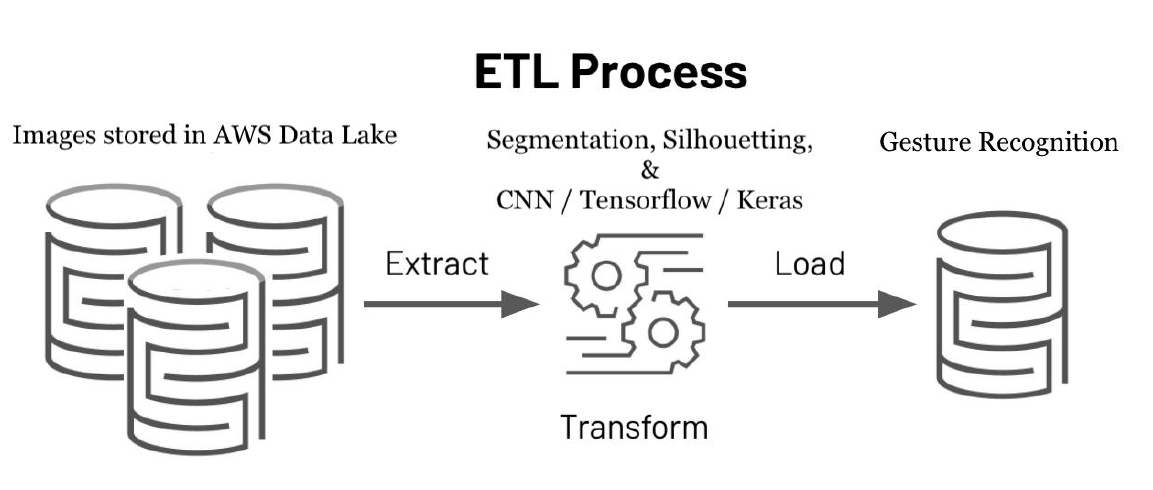 ETL Process
Images stored in AWS Data Lake
Segmentation, Silhouetting,
&
CNN / Tensorflow / Keras
Gesture Recognition
Extract
Load
Transform